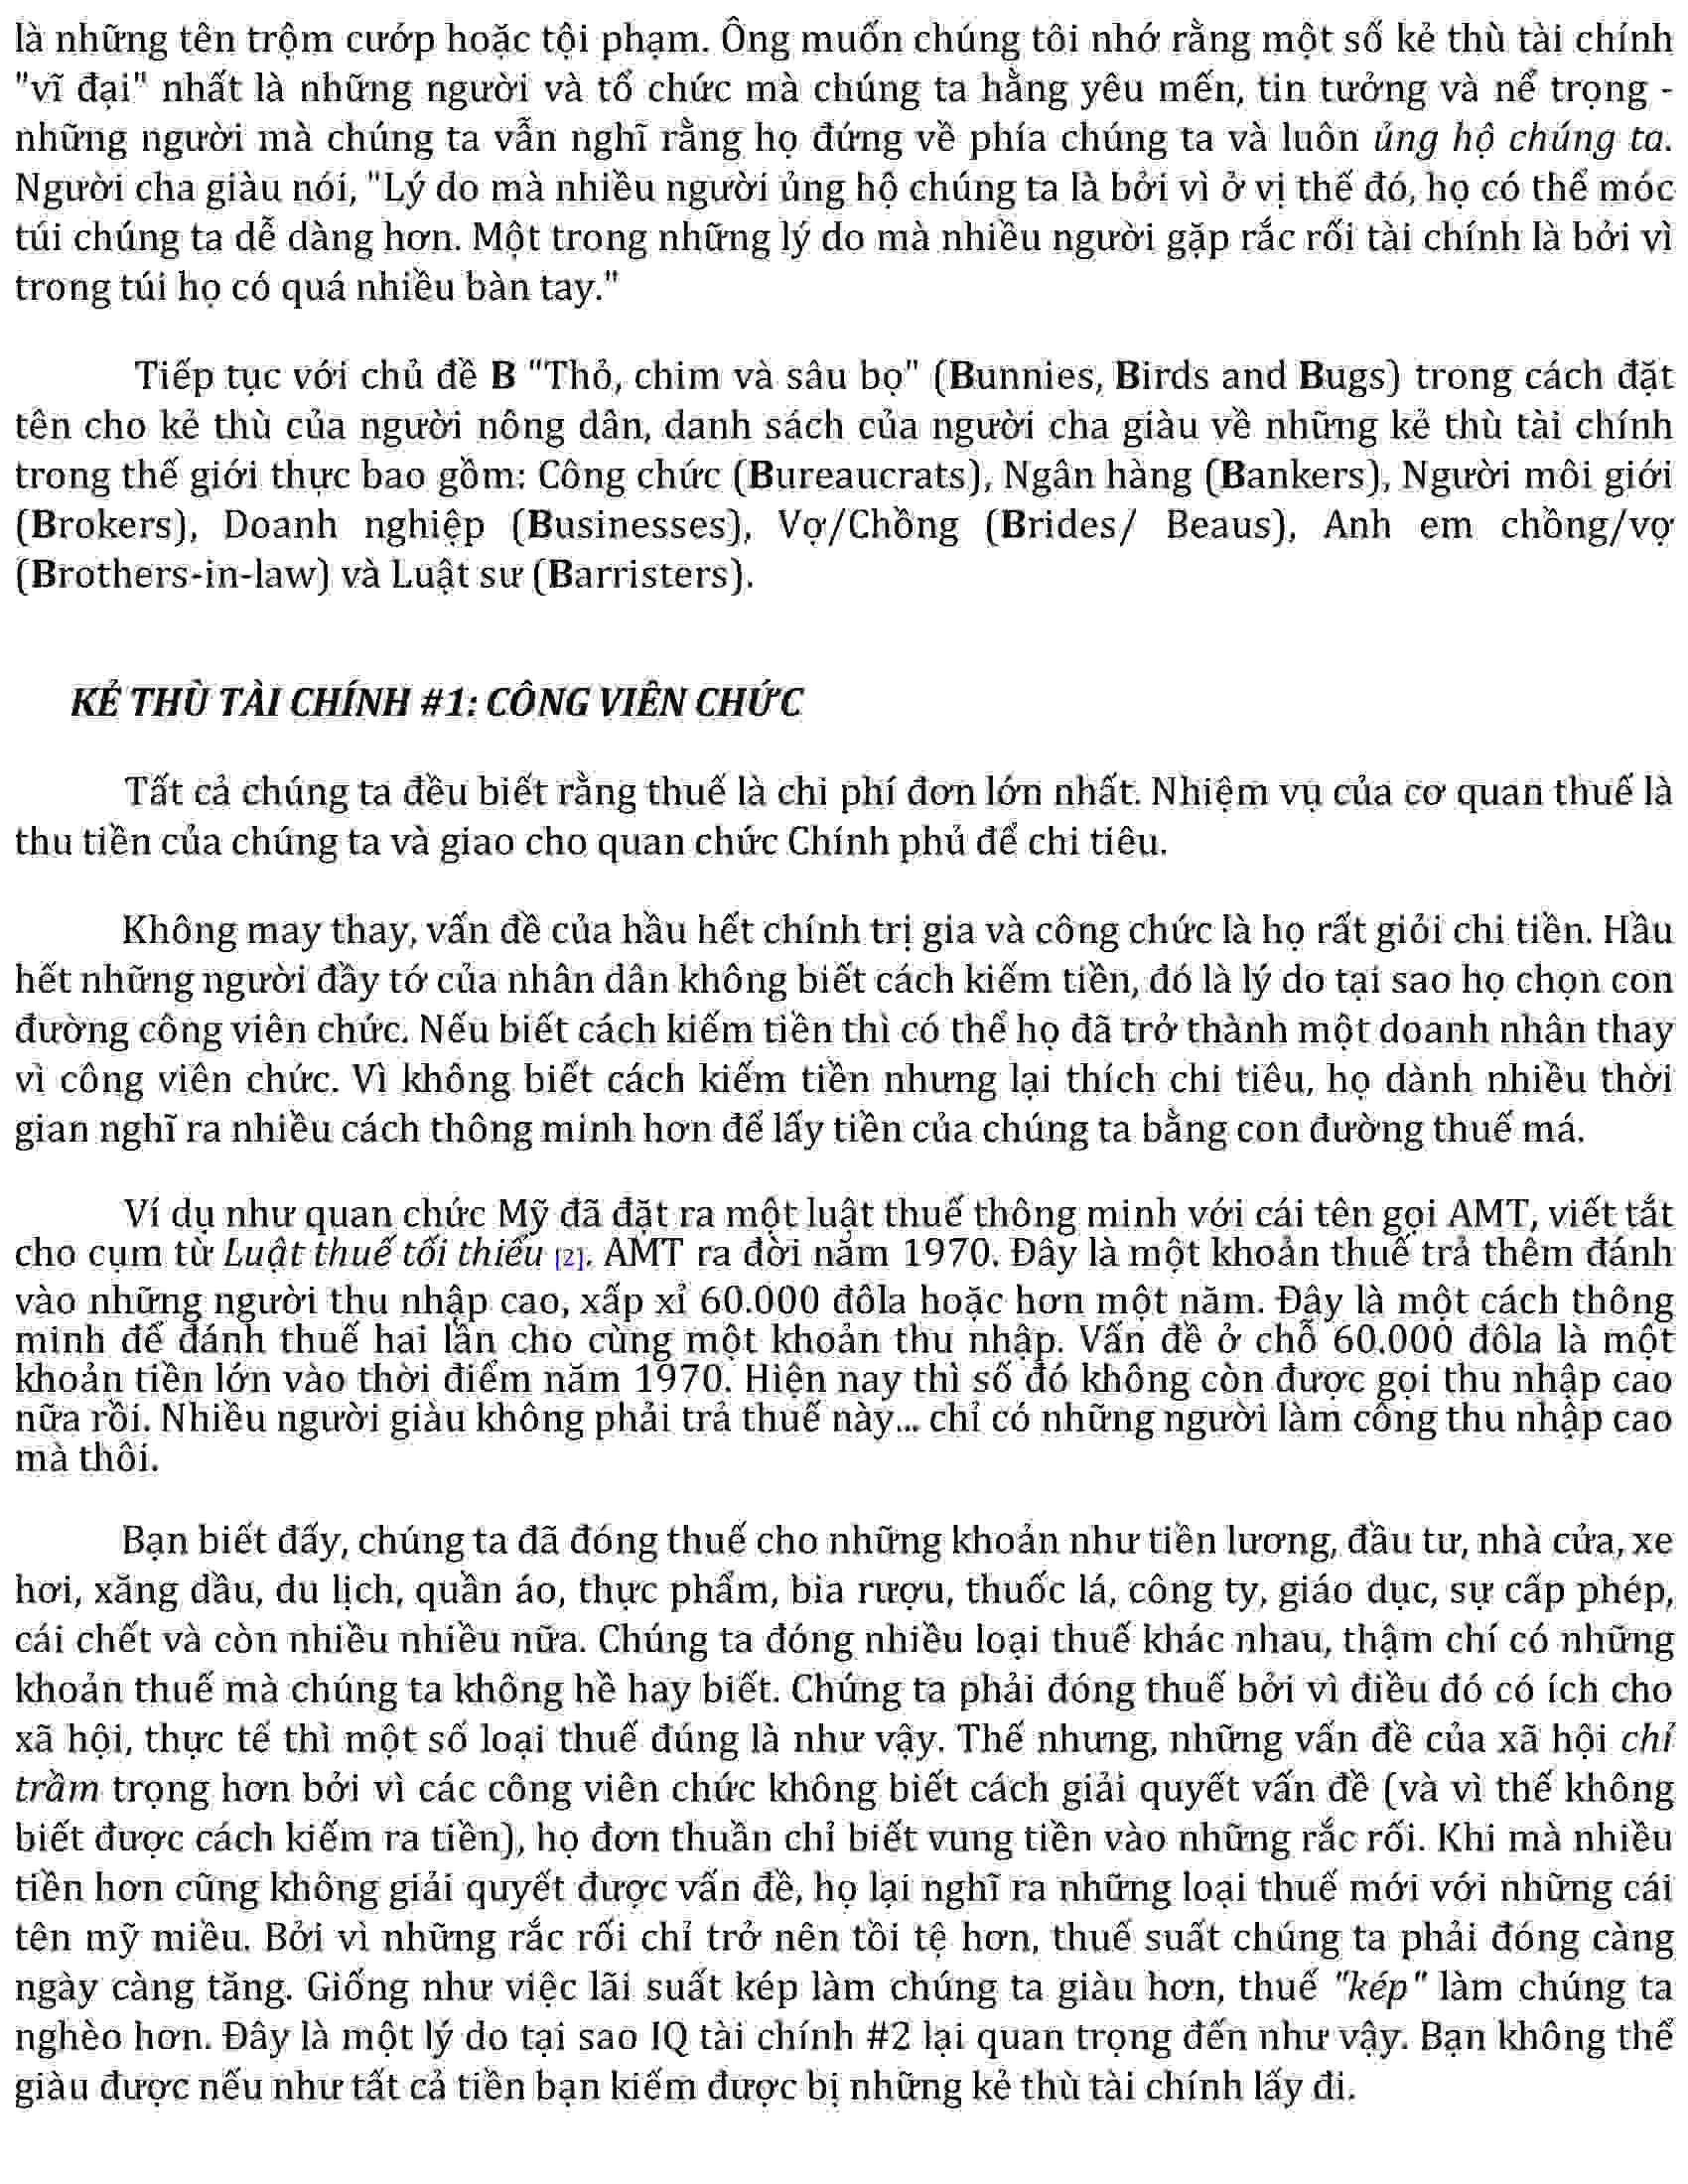 là những tên trộm cướp hoặc tội phạm. Ông muốn chúng tôi nhớ rằng một số kẻ thù tài chính
"vĩ đại" nhất là những người và tổ chức mà chúng ta hằng yêu mến, tin tưởng và nể trọng -
những người mà chúng ta vẫn nghĩ rằng họ đứng về phía chúng ta và luôn ủng hộ chúng ta.
Người cha giàu nói, "Lý do mà nhiều người ủng hộ chúng ta là bởi vì ở vị thế đó, họ có thể móc
túi chúng ta dễ dàng hơn. Một trong những lý do mà nhiều người gặp rắc rối tài chính là bởi vì
trong túi họ có quá nhiều bàn tay."
Tiếp tục với chủ đề B "Thỏ, chim và sâu bọ" (Bunnies, Birds and Bugs) trong cách đặt
tên cho kẻ thù của người nông dân, danh sách của người cha giàu về những kẻ thù tài chính
trong thế giới thực bao gồm: Công chức (Bureaucrats), Ngân hàng (Bankers), Người môi giới
(Brokers), Doanh nghiệp (Businesses), Vợ/Chồng (Brides/ Beaus), Anh em chồng/vợ
(Brothers-in-law) và Luật sư (Barristers).
KẺ THÙ TÀI CHÍNH #1: CÔNG VIÊN CHỨC
Tất cả chúng ta đều biết rằng thuế là chi phí đơn lớn nhất. Nhiệm vụ của cơ quan thuế là
thu tiền của chúng ta và giao cho quan chức Chính phủ để chi tiêu.
Không may thay, vấn đề của hầu hết chính trị gia và công chức là họ rất giỏi chi tiền. Hầu
hết những người đầy tớ của nhân dân không biết cách kiếm tiền, đó là lý do tại sao họ chọn con
đường công viên chức. Nếu biết cách kiếm tiền thì có thể họ đã trở thành một doanh nhân thay
vì công viên chức. Vì không biết cách kiếm tiền nhưng lại thích chi tiêu, họ dành nhiều thời
gian nghĩ ra nhiều cách thông minh hơn để lấy tiền của chúng ta bằng con đường thuế má.
Ví dụ như quan chức Mỹ đã đặt ra một luật thuế thông minh với cái tên gọi AMT, viết tắt
cho cụm từ Luật thuế tối thiểu [2]. AMT ra đời năm 1970. Đây là một khoản thuế trả thêm đánh
vào những người thu nhập cao, xấp xỉ 60.000 đôla hoặc hơn một năm. Đây là một cách thông
minh để đánh thuế hai lần cho cùng một khoản thu nhập. Vấn đề ở chỗ 60.000 đôla là một
khoản tiền lớn vào thời điểm năm 1970. Hiện nay thì số đó không còn được gọi thu nhập cao
nữa rồi. Nhiều người giàu không phải trả thuế này... chỉ có những người làm công thu nhập cao
mà thôi.
Bạn biết đấy, chúng ta đã đóng thuế cho những khoản như tiền lương, đầu tư, nhà cửa, xe
hơi, xăng dầu, du lịch, quần áo, thực phẩm, bia rượu, thuốc lá, công ty, giáo dục, sự cấp phép,
cái chết và còn nhiều nhiều nữa. Chúng ta đóng nhiều loại thuế khác nhau, thậm chí có những
khoản thuế mà chúng ta không hề hay biết. Chúng ta phải đóng thuế bởi vì điều đó có ích cho
xã hội, thực tế thì một số loại thuế đúng là như vậy. Thế nhưng, những vấn đề của xã hội chỉ
trầm trọng hơn bởi vì các công viên chức không biết cách giải quyết vấn đề (và vì thế không
biết được cách kiếm ra tiền), họ đơn thuần chỉ biết vung tiền vào những rắc rối. Khi mà nhiều
tiền hơn cũng không giải quyết được vấn đề, họ lại nghĩ ra những loại thuế mới với những cái
tên mỹ miều. Bởi vì những rắc rối chỉ trở nên tồi tệ hơn, thuế suất chúng ta phải đóng càng
ngày càng tăng. Giống như việc lãi suất kép làm chúng ta giàu hơn, thuế "kép" làm chúng ta
nghèo hơn. Đây là một lý do tại sao IQ tài chính #2 lại quan trọng đến như vậy. Bạn không thể
giàu được nếu như tất cả tiền bạn kiếm được bị những kẻ thù tài chính lấy đi.